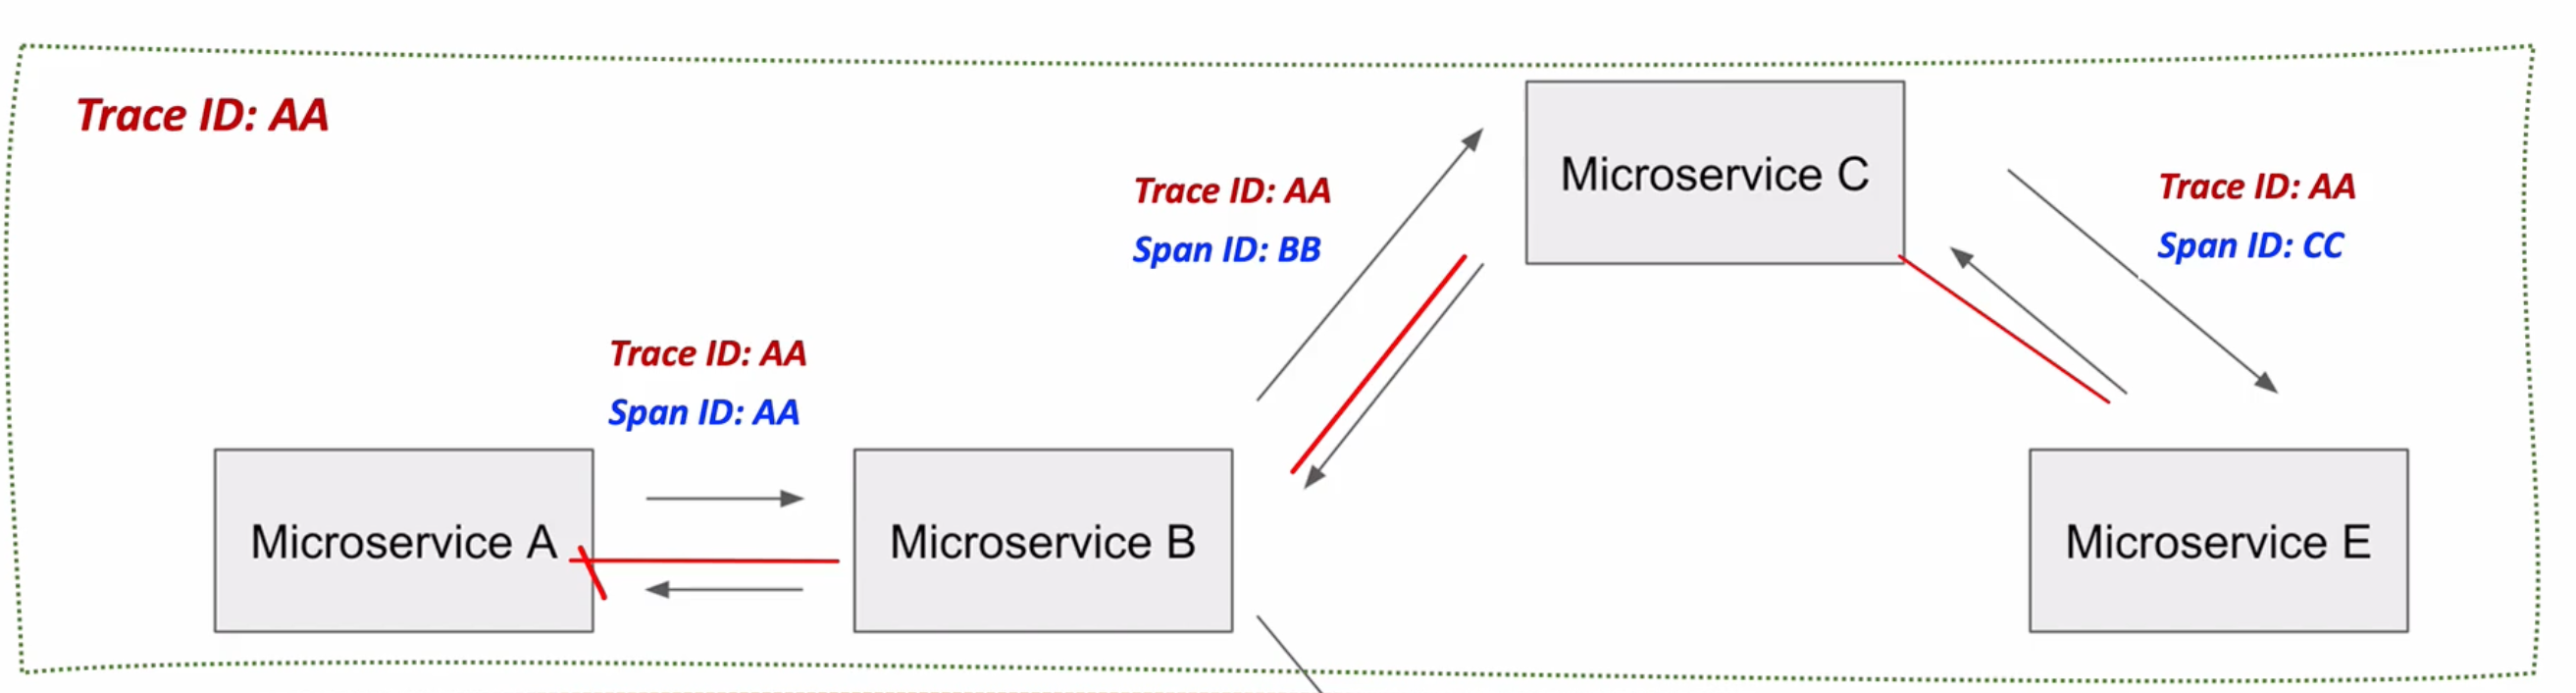 Trace ID: AA
Microservice C
Trace ID: AA
Span ID: BB
Trace ID: AA
Span ID: CC
Trace ID: AA
Span ID: AA
Microservice A
Microservice B
Microservice E